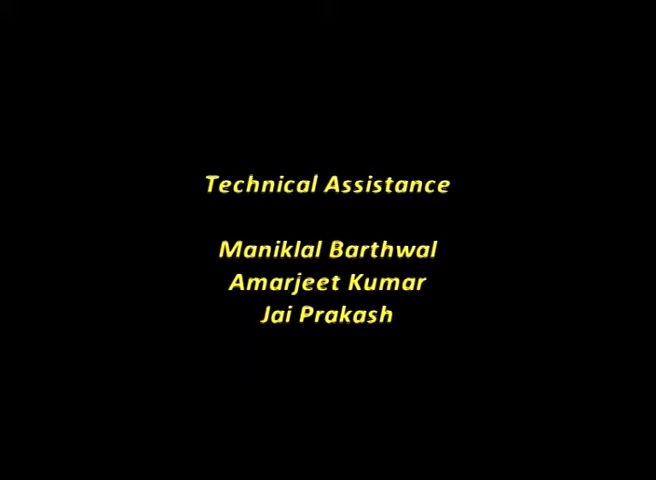 Technical Assistance
Maniklal Barthwal
Amarjeet Kumar
Jai Prakash